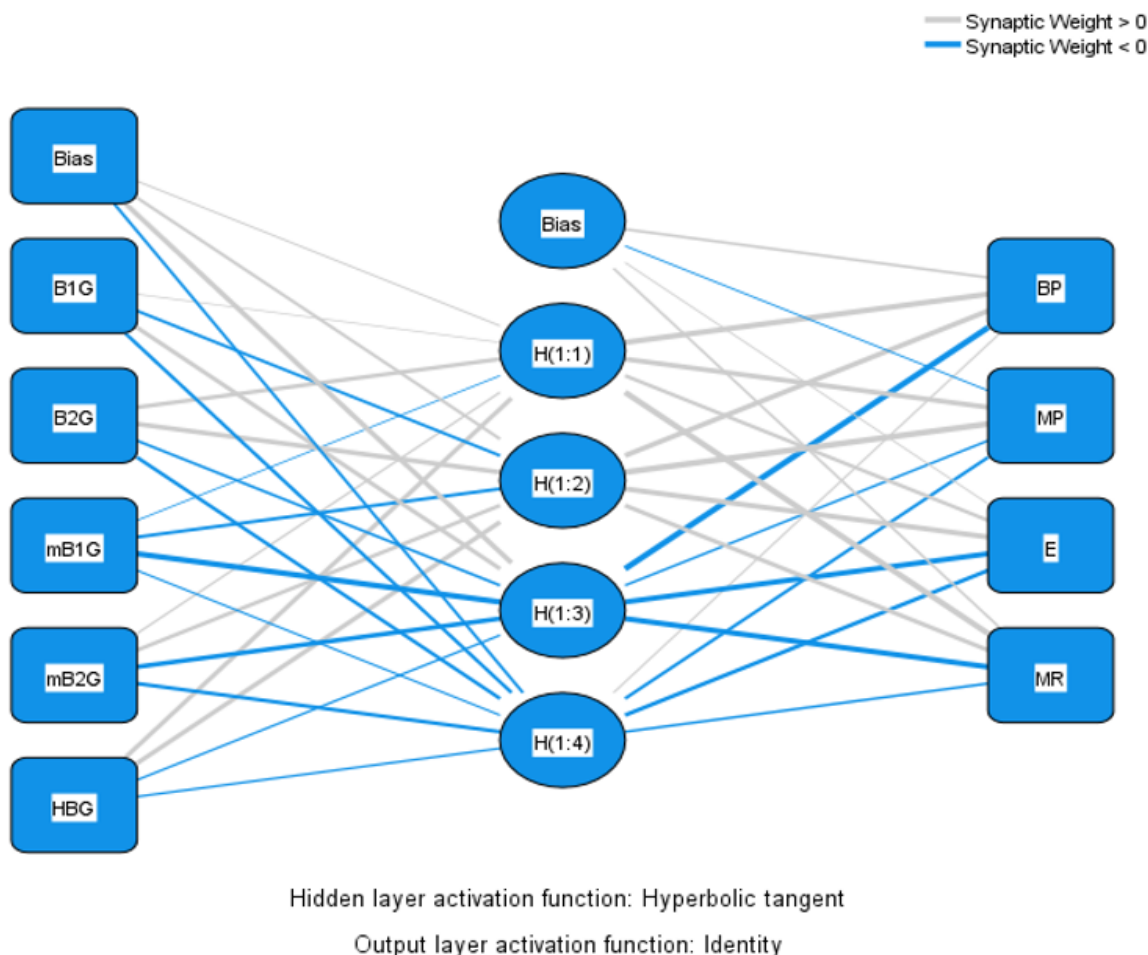 Synaptic Weight > 0
Synaptic Weight < 0
Bias
B1G
B2G
mB1G
mB2G
HBG
Bias
H(1:1)
H(1:2)
H(1:3)
H(1:4)
BP
MP
E
MR
Hidden layer activation function: Hyperbolic tangent
Output layer activation function: Identity